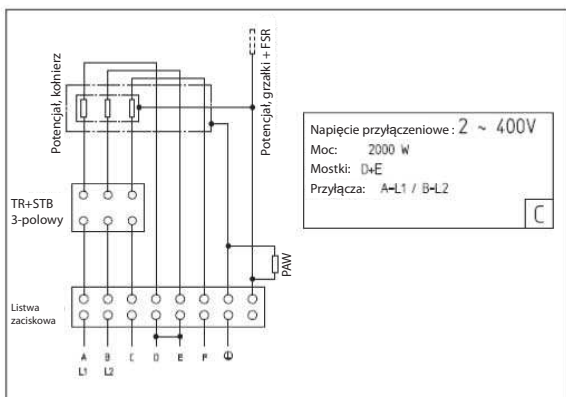 Potencjał, kołnierz
Potencjał, grzałki + FSR
TR+STB
3-polowy
PAW
Listwa
zaciskowa
A B C D E F
L1 L2
Napięcie przyłączeniowe : 2 ~ 400V
Moc: 2000 W
Mostki: D+E
Przyłącza: A-L1 / B-L2
C